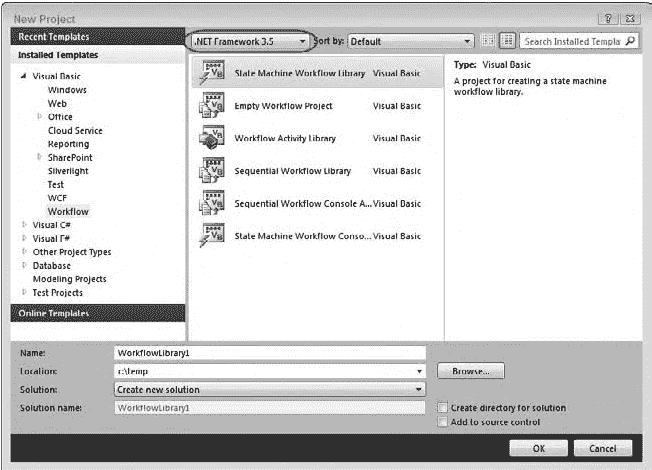 New Project
Recent Templates
.NET Framework 3.5
Sort by:
Default
Search Installed Templa
Installed Templates
Visual Basic
Windows
Web
Office
Cloud Service
Reporting
SharePoint
Silverlight
Test
WCF
Workflow
Visual C#
Visual F#
Other Project Types
Database
Modeling Projects
Test Projects
Online Templates
State Machine Workflow Library Visual Basic
Empty Workflow Project Visual Basic
Workflow Activity Library Visual Basic
Sequential Workflow Library Visual Basic
Sequential Workflow Console A... Visual Basic
State Machine Workflow Conso... Visual Basic
Type: Visual Basic
A project for creating a state machine
workflow library.
Name: WorkflowLibrary1
Location: c:\temp
Browse...
Solution: Create new solution
Solution name: WorkflowLibrary1
Create directory for solution
Add to source control
OK Cancel